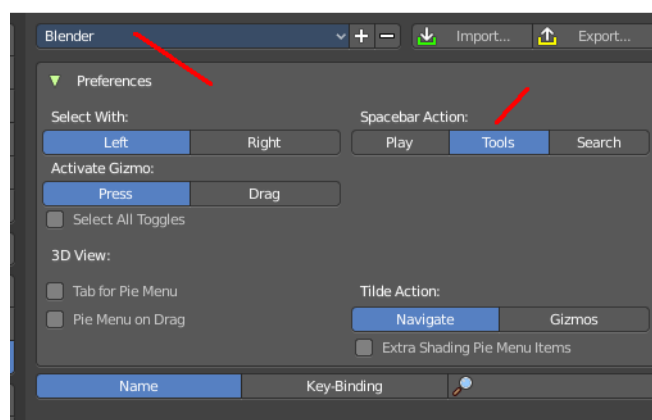 Blender Import... Export...
Preferences
Select With: Spacebar Action:
Left Right Play Tools Search
Activate Gizmo:
Press Drag
Select All Toggles
3D View:
Tab for Pie Menu Tilde Action:
Pie Menu on Drag Navigate Gizmos
Extra Shading Pie Menu Items
Name Key-Binding